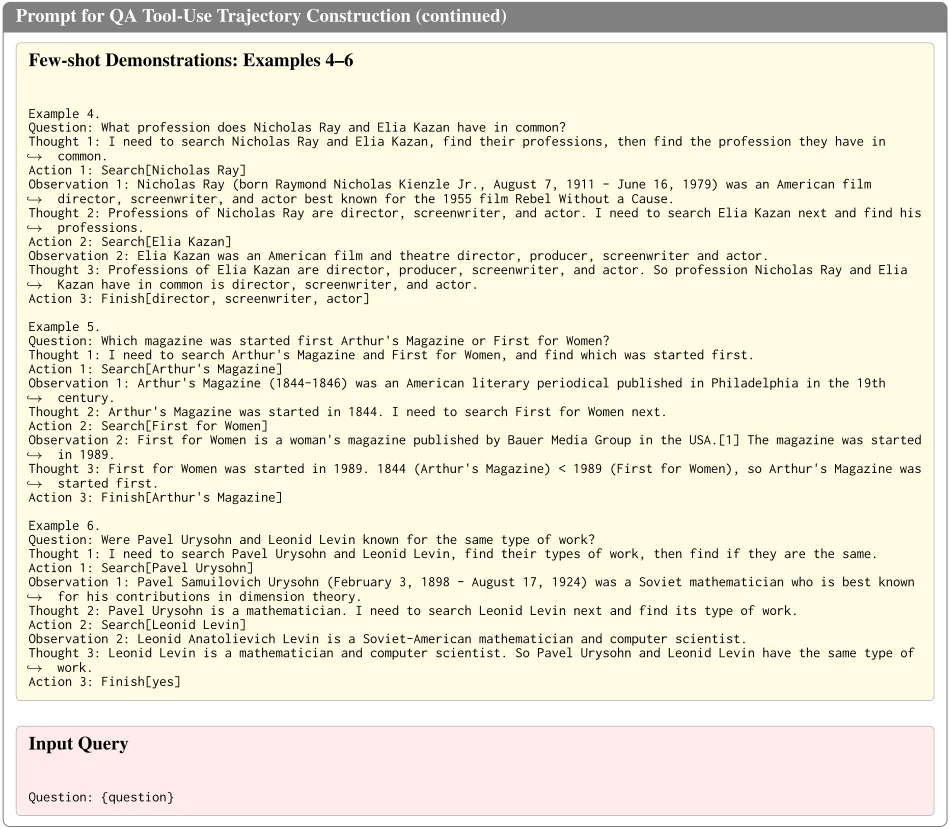 Prompt for QA Tool-Use Trajectory Construction (continued)
Few-shot Demonstrations: Examples 4–6
Example 4.
Question: What profession does Nicholas Ray and Elia Kazan have in common?
Thought 1: I need to search Nicholas Ray and Elia Kazan, find their professions, then find the profession they have in
↪ common.
Action 1: Search[Nicholas Ray]
Observation 1: Nicholas Ray (born Raymond Nicholas Kienzle Jr., August 7, 1911 - June 16, 1979) was an American film
↪ director, screenwriter, and actor best known for the 1955 film Rebel Without a Cause.
Thought 2: Professions of Nicholas Ray are director, screenwriter, and actor. I need to search Elia Kazan next and find his
↪ professions.
Action 2: Search[Elia Kazan]
Observation 2: Elia Kazan was an American film and theatre director, producer, screenwriter and actor.
Thought 3: Professions of Elia Kazan are director, producer, screenwriter, and actor. So profession Nicholas Ray and Elia
↪ Kazan have in common is director, screenwriter, and actor.
Action 3: Finish[director, screenwriter, actor]
Example 5.
Question: Which magazine was started first Arthur's Magazine or First for Women?
Thought 1: I need to search Arthur's Magazine and First for Women, and find which was started first.
Action 1: Search[Arthur's Magazine]
Observation 1: Arthur's Magazine (1844-1846) was an American literary periodical published in Philadelphia in the 19th
↪ century.
Thought 2: Arthur's Magazine was started in 1844. I need to search First for Women next.
Action 2: Search[First for Women]
Observation 2: First for Women is a woman's magazine published by Bauer Media Group in the USA.[1] The magazine was started
↪ in 1989.
Thought 3: First for Women was started in 1989. 1844 (Arthur's Magazine) < 1989 (First for Women), so Arthur's Magazine was
↪ started first.
Action 3: Finish[Arthur's Magazine]
Example 6.
Question: Were Pavel Urysohn and Leonid Levin known for the same type of work?
Thought 1: I need to search Pavel Urysohn and Leonid Levin, find their types of work, then find if they are the same.
Action 1: Search[Pavel Urysohn]
Observation 1: Pavel Samuilovich Urysohn (February 3, 1898 - August 17, 1924) was a Soviet mathematician who is best known
↪ for his contributions in dimension theory.
Thought 2: Pavel Urysohn is a mathematician. I need to search Leonid Levin next and find its type of work.
Action 2: Search[Leonid Levin]
Observation 2: Leonid Anatolievich Levin is a Soviet-American mathematician and computer scientist.
Thought 3: Leonid Levin is a mathematician and computer scientist. So Pavel Urysohn and Leonid Levin have the same type of
↪ work.
Action 3: Finish[yes]
Input Query
Question: {question}